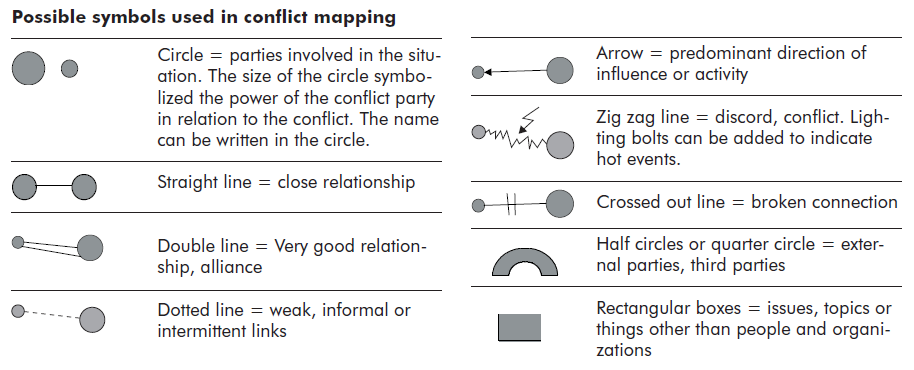 Possible symbols used in conflict mapping
Circle = parties involved in the situ-
ation. The size of the circle symbo-
lized the power of the conflict party
in relation to the conflict. The name
can be written in the circle.
Straight line = close relationship
Double line = Very good relation-
ship, alliance
Dotted line = weak, informal or
intermittent links
Arrow = predominant direction of
influence or activity
Zig zag line = discord, conflict. Ligh-
ting bolts can be added to indicate
hot events.
Crossed out line = broken connection
Half circles or quarter circle = exter-
nal parties, third parties
Rectangular boxes = issues, topics or
things other than people and organi-
zations